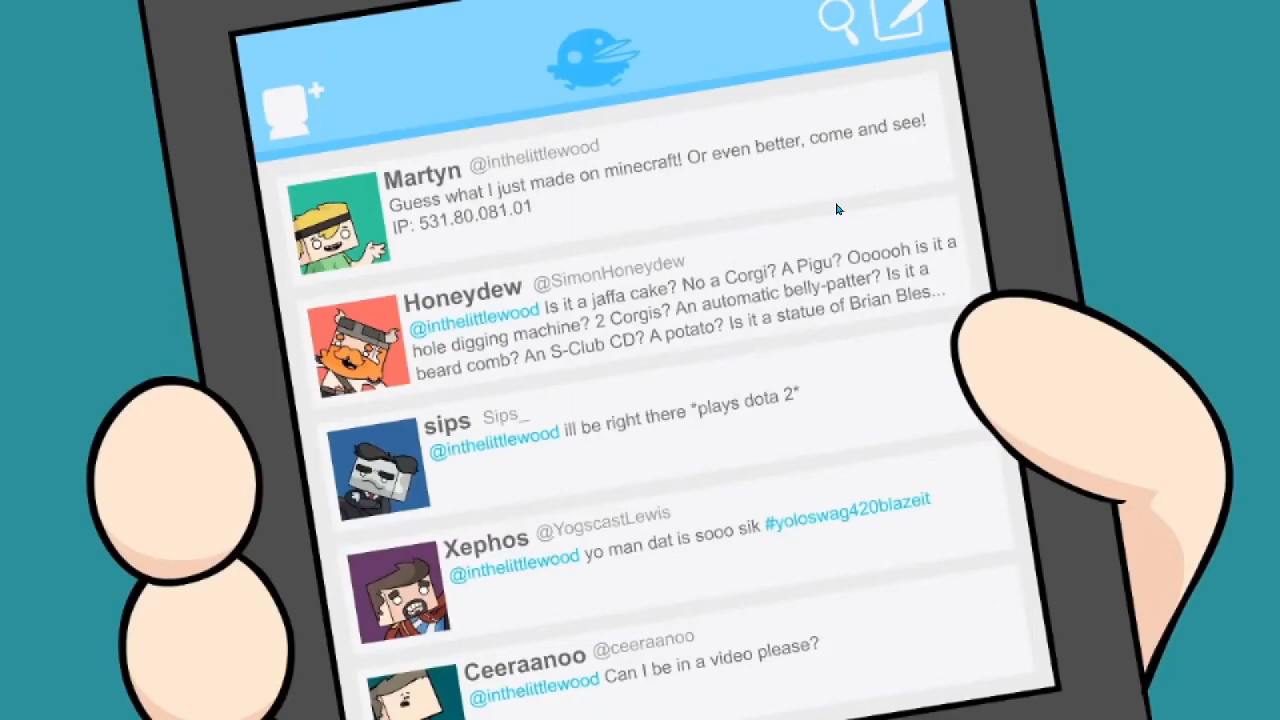 Martyn @inthelittlewood
Guess what I just made on minecraft! Or even better, come and see!
IP: 531.80.081.01
Honeydew @SimonHoneydew
@inthelittlewood Is it a jaffa cake? No a Corgi? A Pigu? Oooooh is it a
hole digging machine? 2 Corgis? An automatic belly-patter? Is it a
beard comb? An S-Club CD? A potato? Is it a statue of Brian Bles...
sips Sips_
@inthelittlewood ill be right there *plays dota 2*
Xephos @YogscastLewis
@inthelittlewood yo man dat is sooo sik #yoloswag420blazeit
Ceeraanoo @ceeraanoo
@inthelittlewood Can I be in a video please?